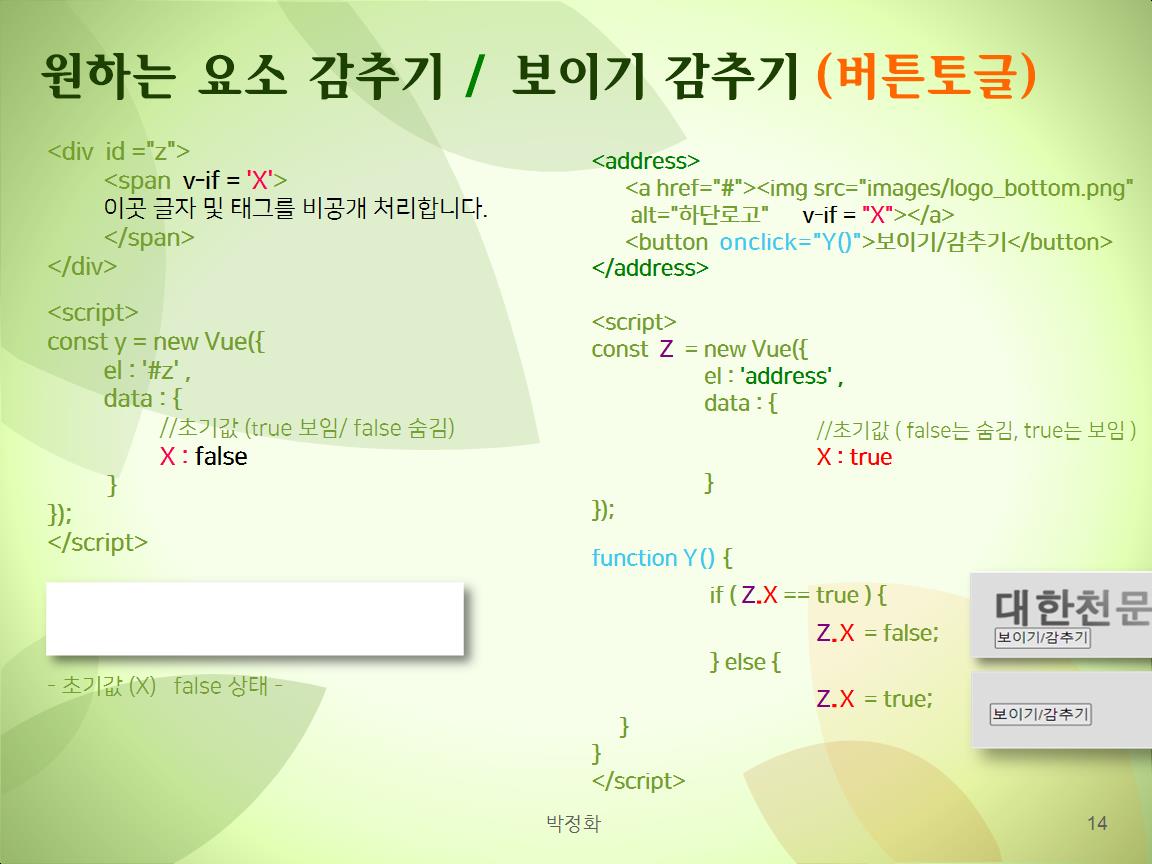 원하는 요소 감추기 / 보이기 감추기 (버튼토글)
<div id ="z">
<span v-if = 'X'>
이곳 글자 및 태그를 비공개 처리합니다.
</span>
</div>
<script>
const y = new Vue({
el : '#z' ,
data : {
//초기값 (true 보임/ false 숨김)
X : false
}
});
</script>
- 초기값 (X) false 상태 -
<address>
<a href="#"><img src="images/logo_bottom.png"
alt="하단로고" v-if = "X"></a>
<button onclick="Y()">보이기/감추기</button>
</address>
<script>
const Z = new Vue({
el : 'address' ,
data : {
//초기값 ( false는 숨김, true는 보임 )
X : true
}
});
function Y() {
if ( Z.X == true ) {
Z.X = false;
} else {
Z.X = true;
}
}
</script>
대한천문
보이기/감추기
보이기/감추기
박정화
14